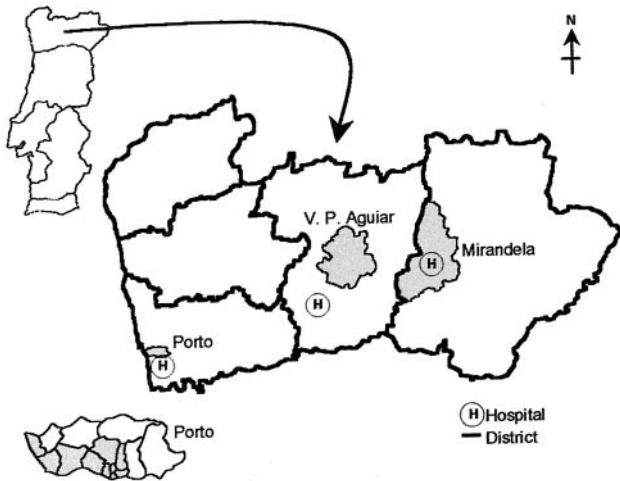 N
V. P. Aguiar
Mirandela
H
H
Porto
H
H Hospital
District
Porto